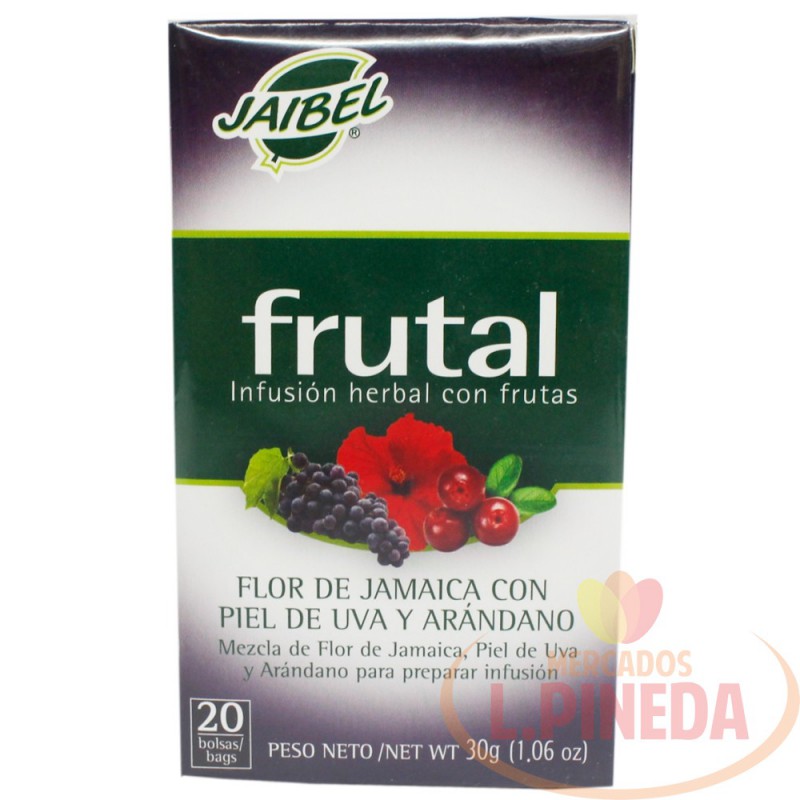 JAIBEL®
frutal
Infusión herbal con frutas
FLOR DE JAMAICA CON
PIEL DE UVA Y ARÁNDANO
Mezcla de Flor de Jamaica, Piel de Uva
y Arándano para preparar infusión
MERCADOS
L.PINEDA
20
bolsas/
bags
PESO NETO /NET WT 30g (1.06 oz)